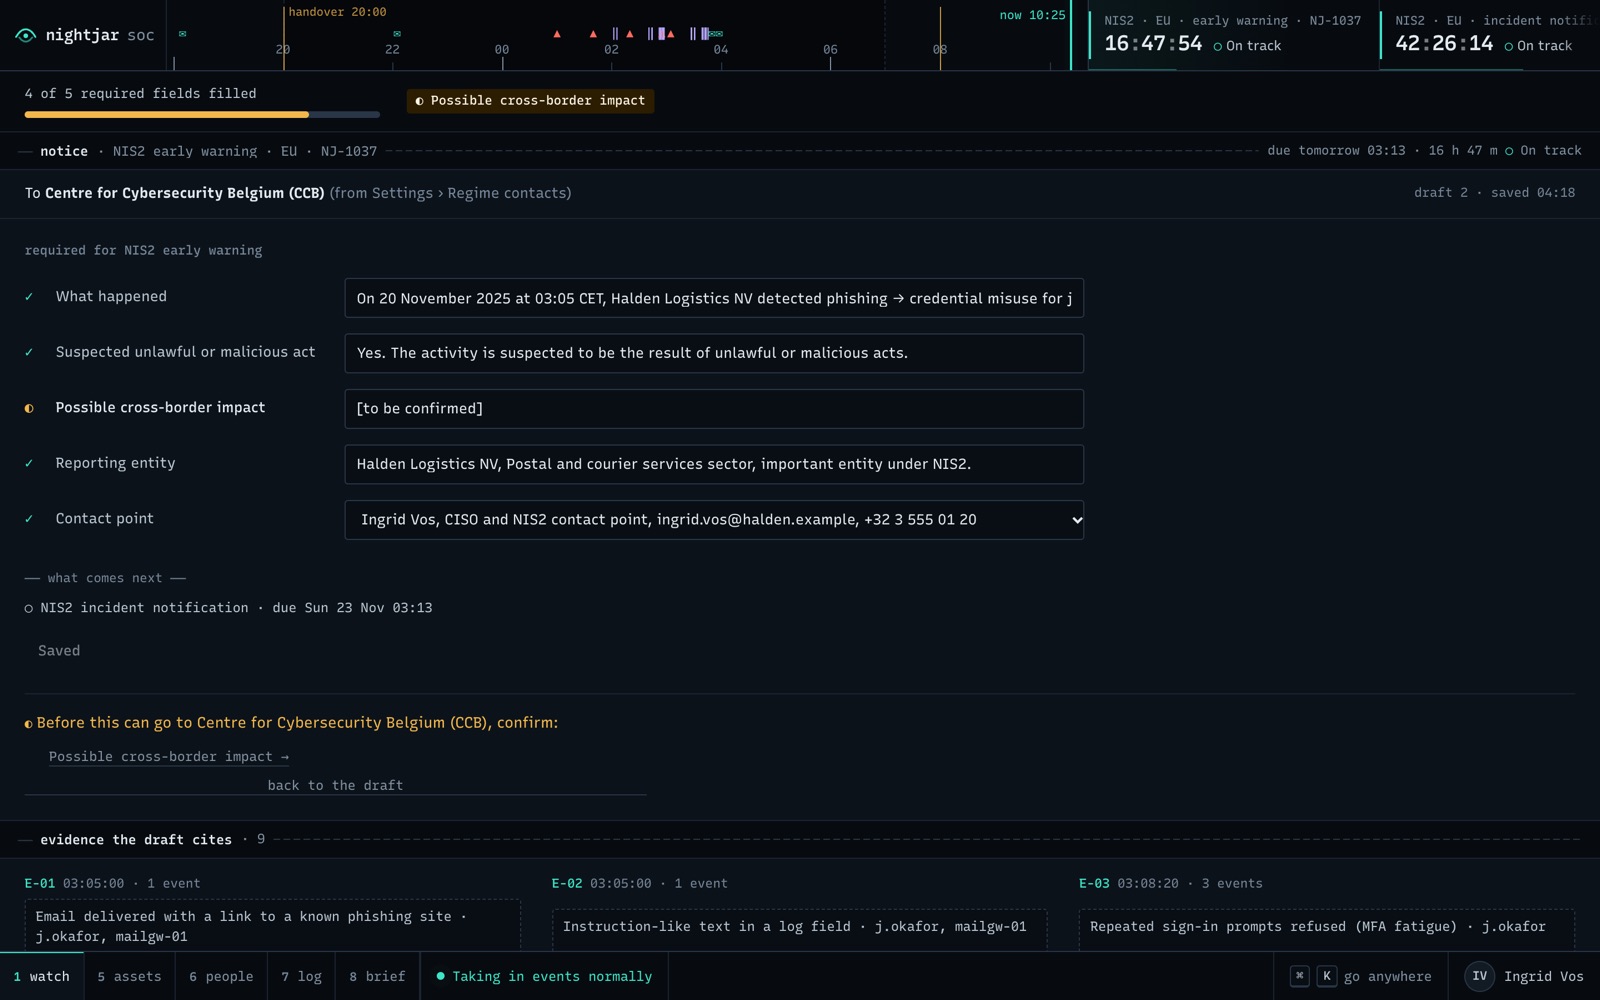 nightjar soc
handover 20:00
20
22
00
02
04
06
08
now 10:25
NIS2 · EU · early warning · NJ-1037
16:47:54 ○ On track
NIS2 · EU · incident notifi
42:26:14 ○ On track
4 of 5 required fields filled
◐ Possible cross-border impact
notice · NIS2 early warning · EU · NJ-1037
due tomorrow 03:13 · 16 h 47 m ○ On track
To Centre for Cybersecurity Belgium (CCB) (from Settings › Regime contacts)
draft 2 · saved 04:18
required for NIS2 early warning
✓ What happened
On 20 November 2025 at 03:05 CET, Halden Logistics NV detected phishing → credential misuse for j
✓ Suspected unlawful or malicious act
Yes. The activity is suspected to be the result of unlawful or malicious acts.
◐ Possible cross-border impact
[to be confirmed]
✓ Reporting entity
Halden Logistics NV, Postal and courier services sector, important entity under NIS2.
✓ Contact point
Ingrid Vos, CISO and NIS2 contact point, ingrid.vos@halden.example, +32 3 555 01 20
── what comes next ──
○ NIS2 incident notification · due Sun 23 Nov 03:13
Saved
◐ Before this can go to Centre for Cybersecurity Belgium (CCB), confirm:
Possible cross-border impact →
back to the draft
evidence the draft cites · 9
E-01 03:05:00 · 1 event
Email delivered with a link to a known phishing site ·
j.okafor, mailgw-01
E-02 03:05:00 · 1 event
Instruction-like text in a log field · j.okafor, mailgw-01
E-03 03:08:20 · 3 events
Repeated sign-in prompts refused (MFA fatigue) · j.okafor
1 watch
5 assets
6 people
7 log
8 brief
● Taking in events normally
⌘ K go anywhere
IV Ingrid Vos